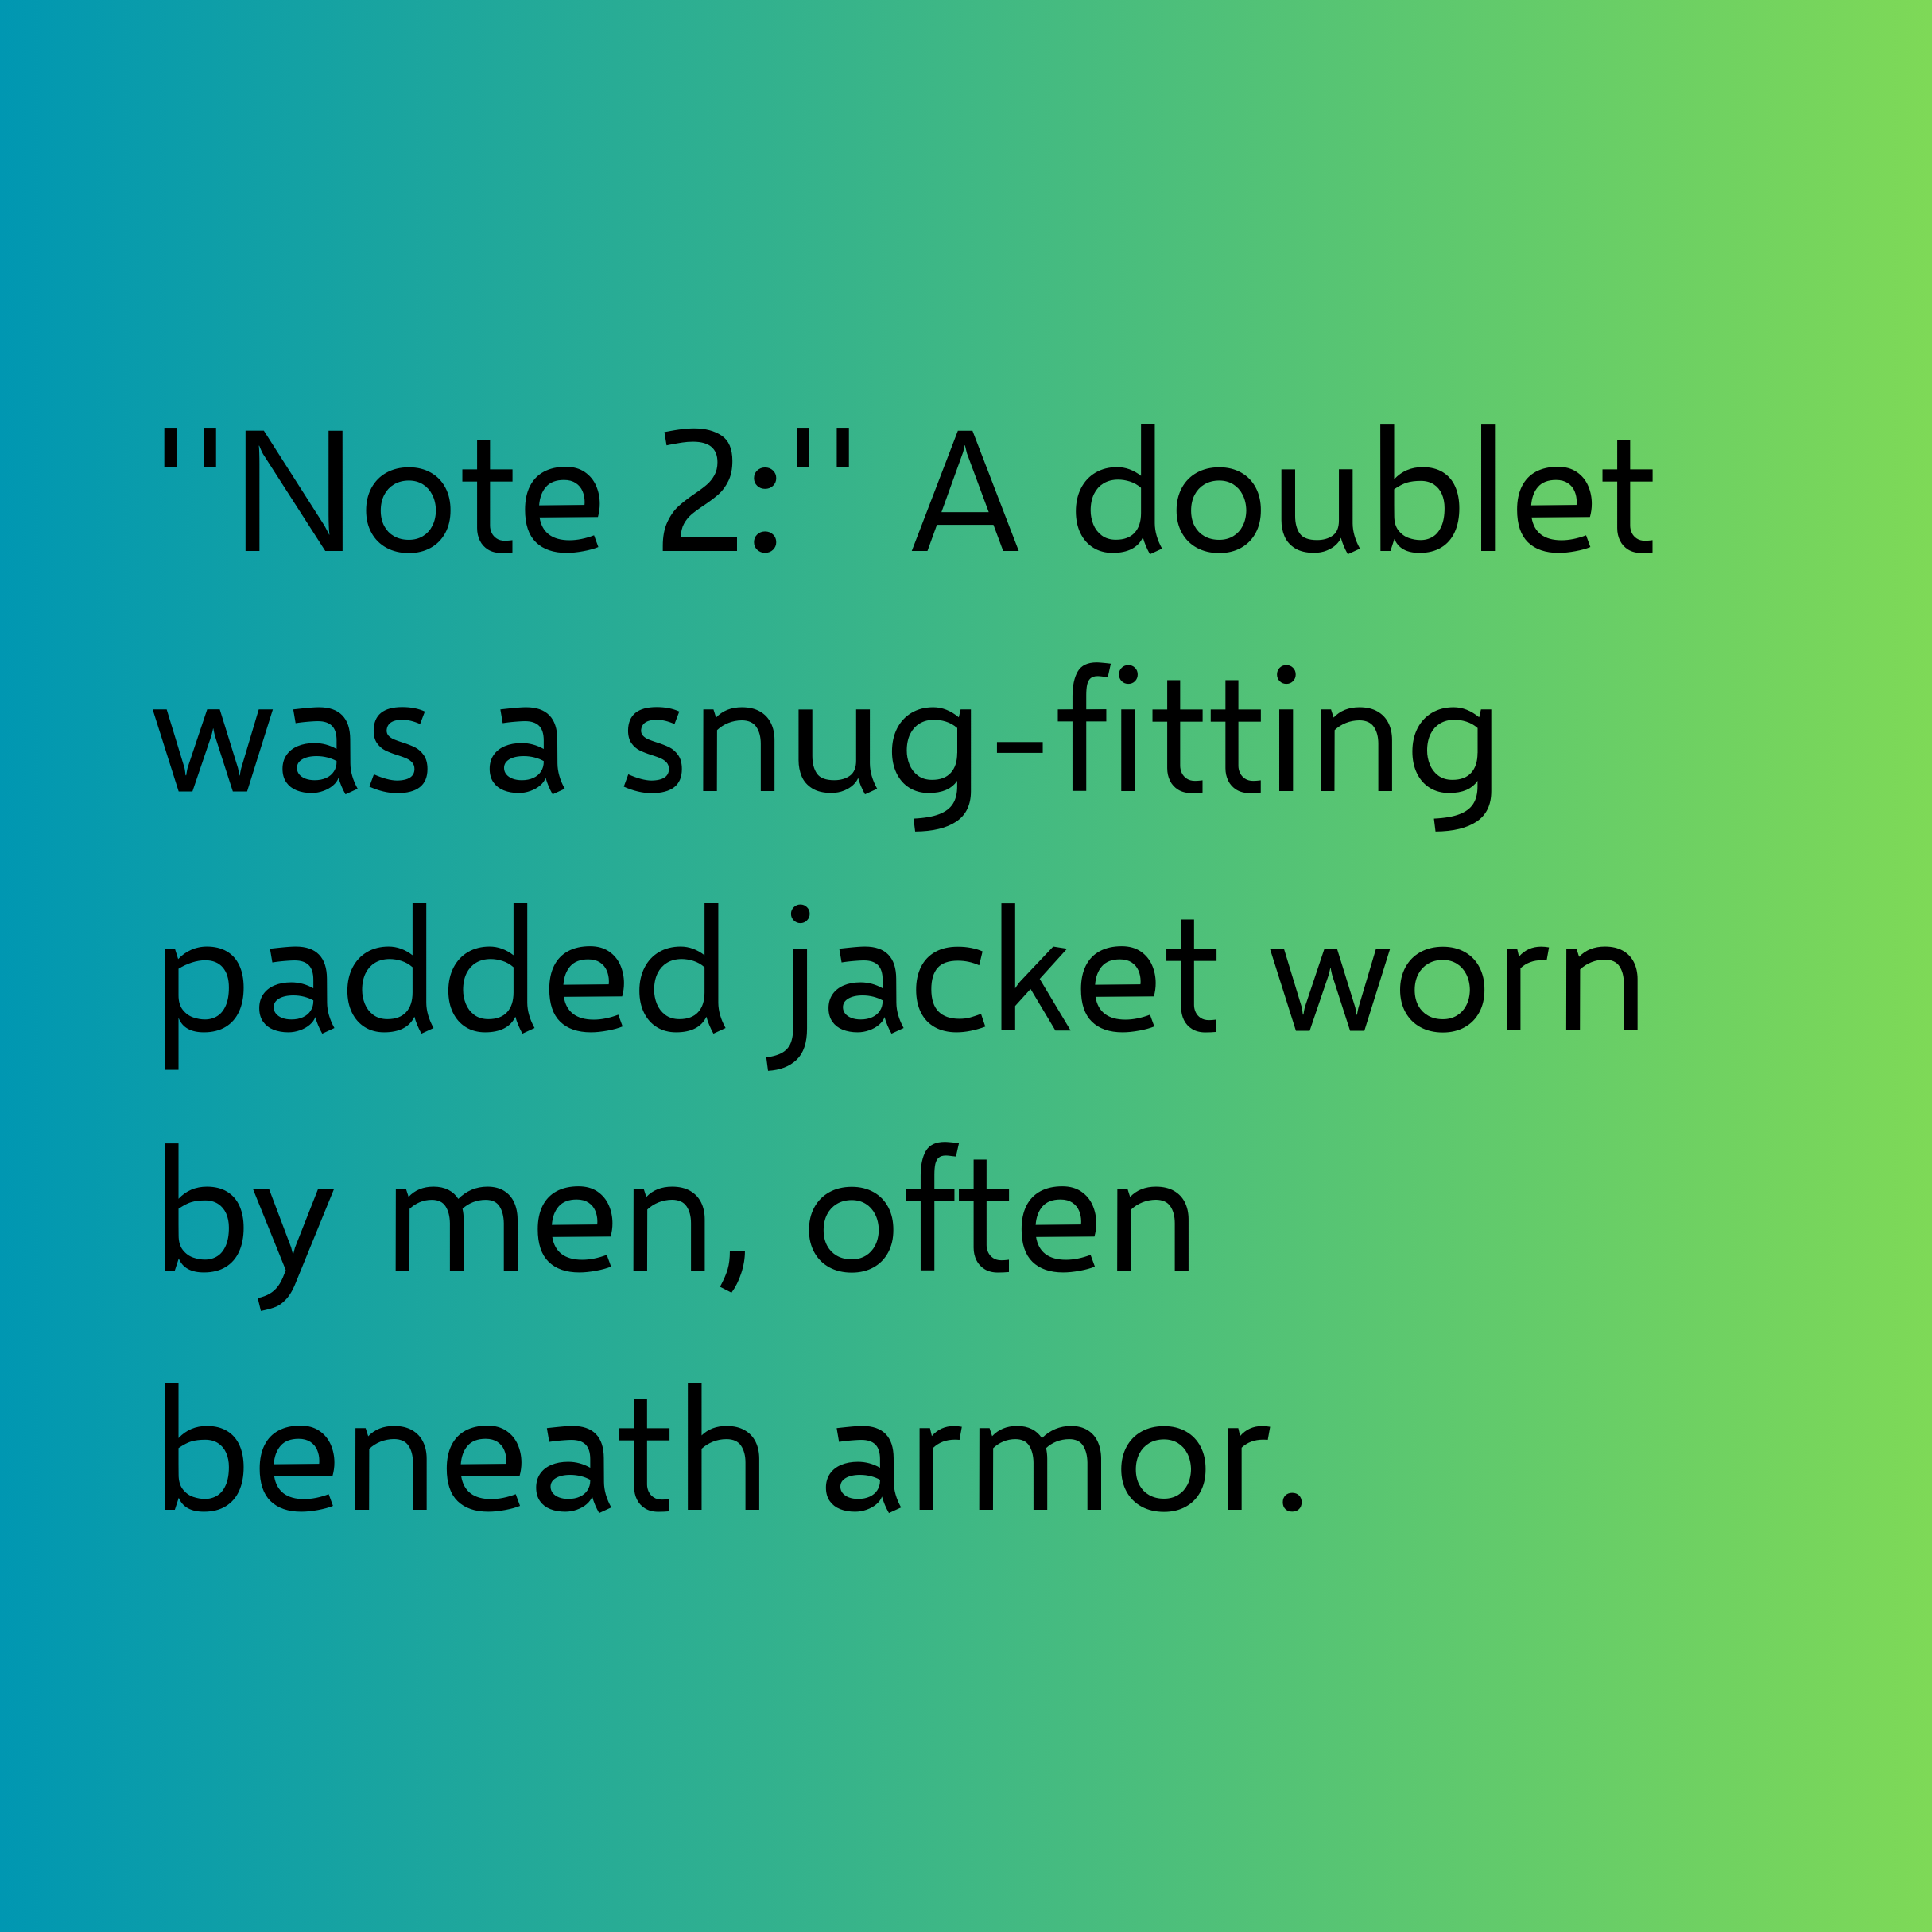 "Note 2:" A doublet
was a snug-fitting
padded jacket worn
by men, often
beneath armor.